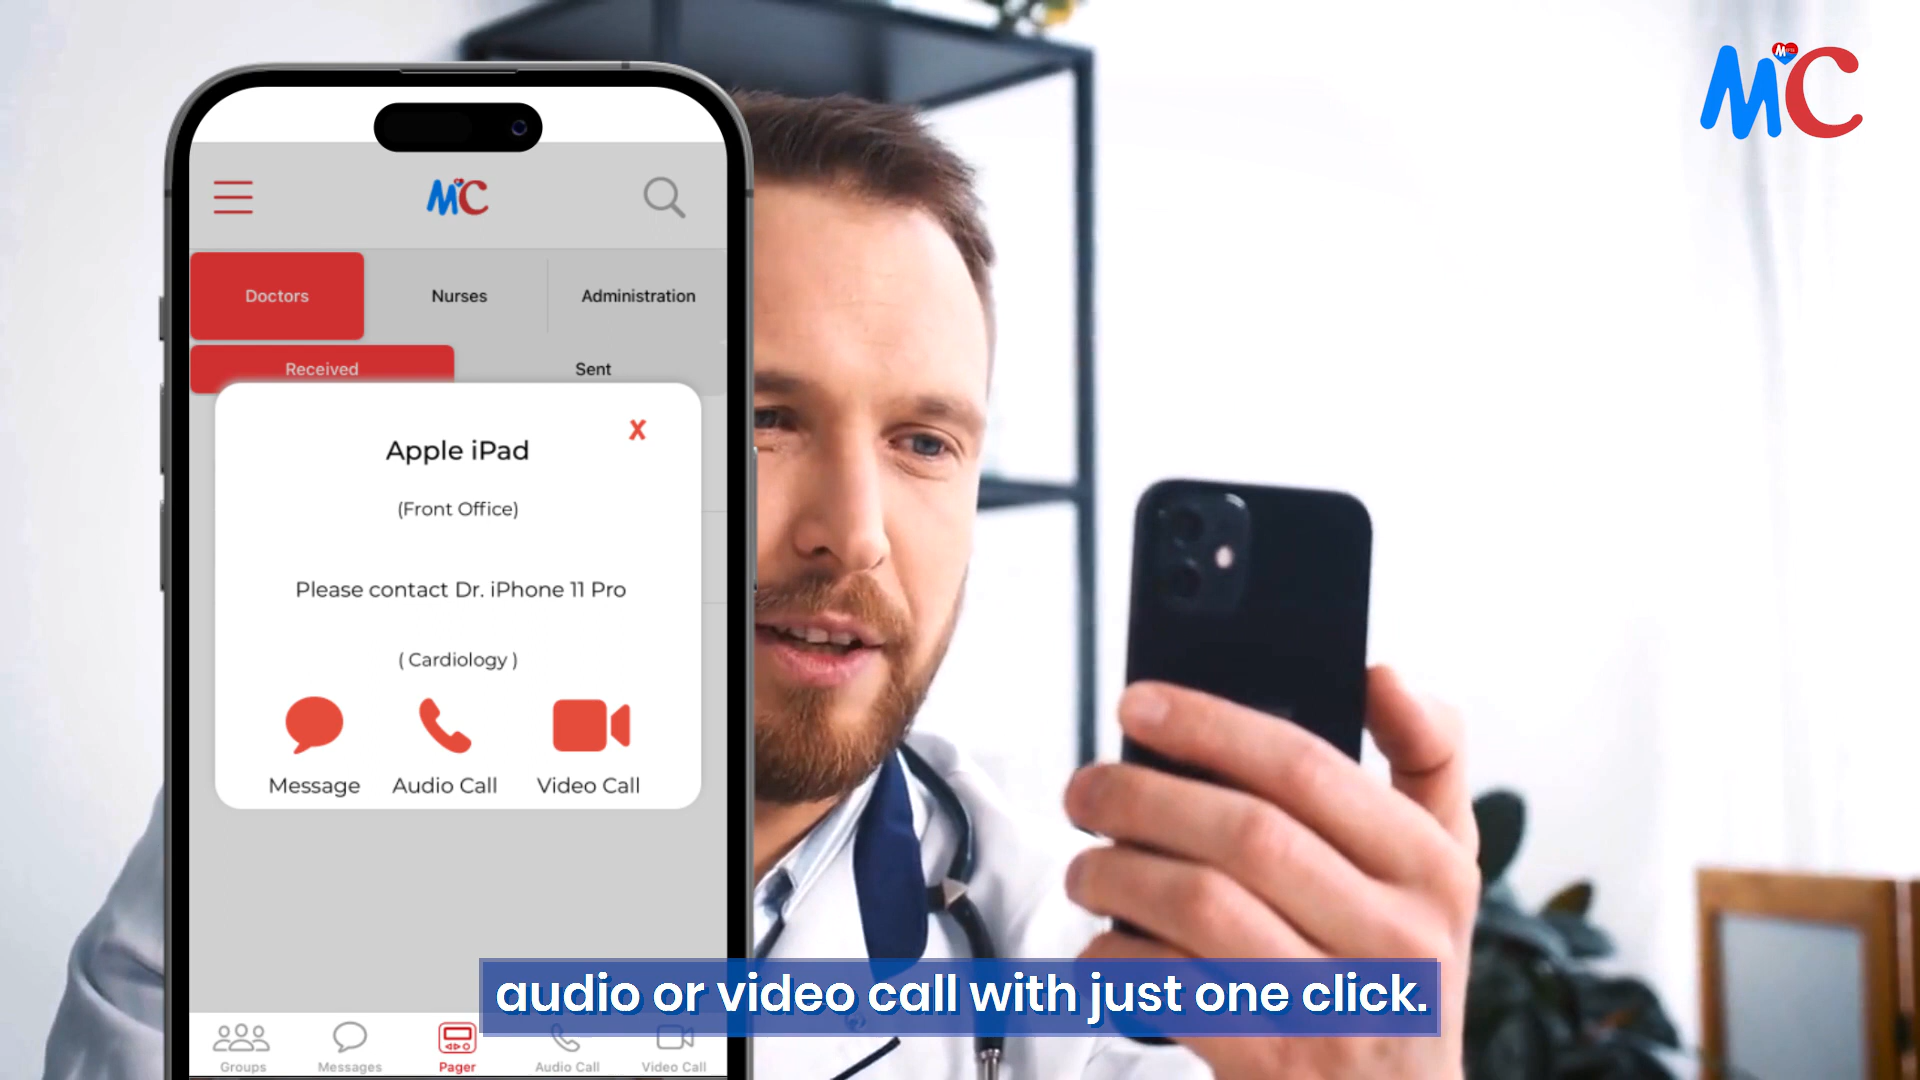 MC
MC
Doctors
Nurses
Administration
Received
Sent
X
Apple iPad
(Front Office)
Please contact Dr. iPhone 11 Pro
( Cardiology )
Message
Audio Call
Video Call
audio or video call with just one click.
Groups
Messages
Pager
Audio Call
Video Call